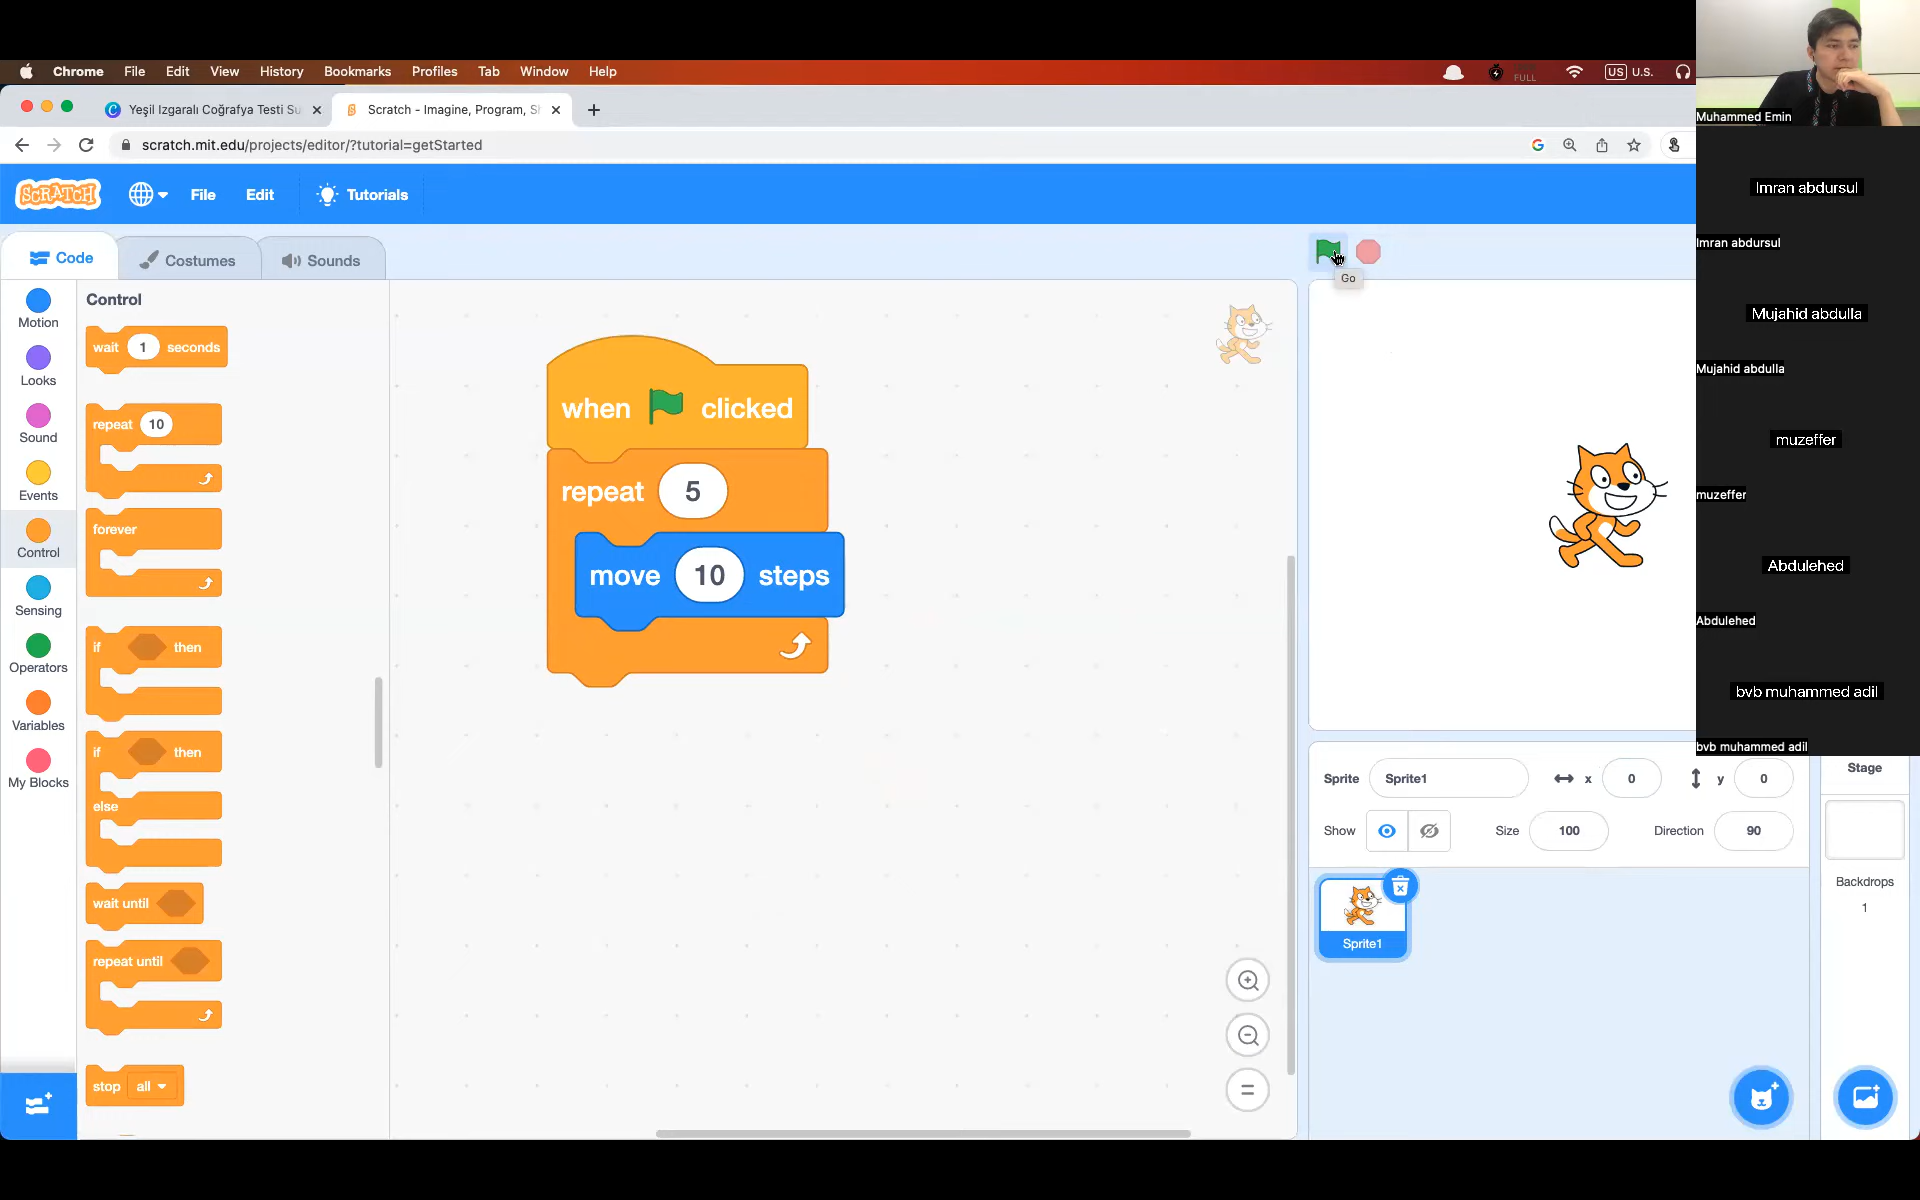 Chrome File Edit View History Bookmarks Profiles Tab Window Help
FULL
US U.S.
Yeşil Izgaralı Coğrafya Testi Su
Scratch - Imagine, Program, Sh
scratch.mit.edu/projects/editor/?tutorial=getStarted
SCRATCH
File
Edit
Tutorials
Code
Costumes
Sounds
Go
Motion
Looks
Sound
Events
Control
Sensing
Operators
Variables
My Blocks
Control
wait 1 seconds
repeat 10
forever
if then
if then
else
wait until
repeat until
stop all
when clicked
repeat 5
move 10 steps
Sprite Sprite1 x 0 y 0
Show Size 100 Direction 90
Sprite1
Stage
Backdrops
1
Muhammed Emin
Imran abdursul
Imran abdursul
Mujahid abdulla
Mujahid abdulla
muzeffer
muzeffer
Abdulehed
Abdulehed
bvb muhammed adil
bvb muhammed adil